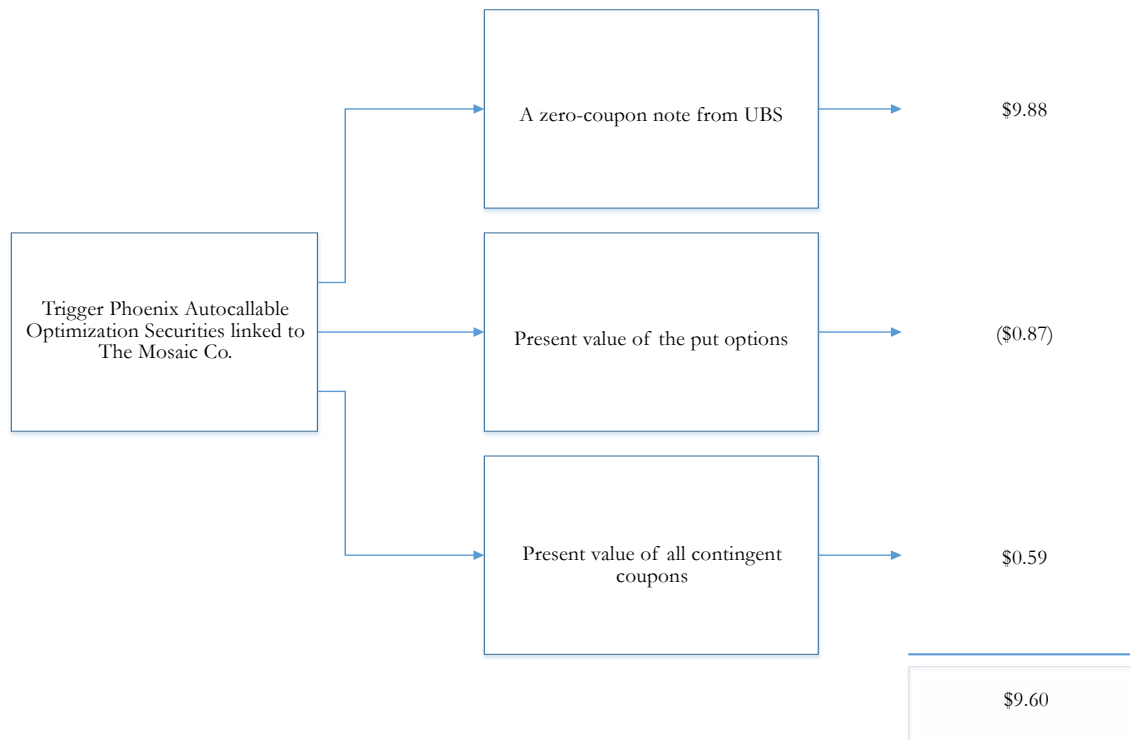 A zero-coupon note from UBS
$9.88
Trigger Phoenix Autocallable
Optimization Securities linked to
The Mosaic Co.
Present value of the put options
($0.87)
Present value of all contingent
coupons
$0.59
$9.60